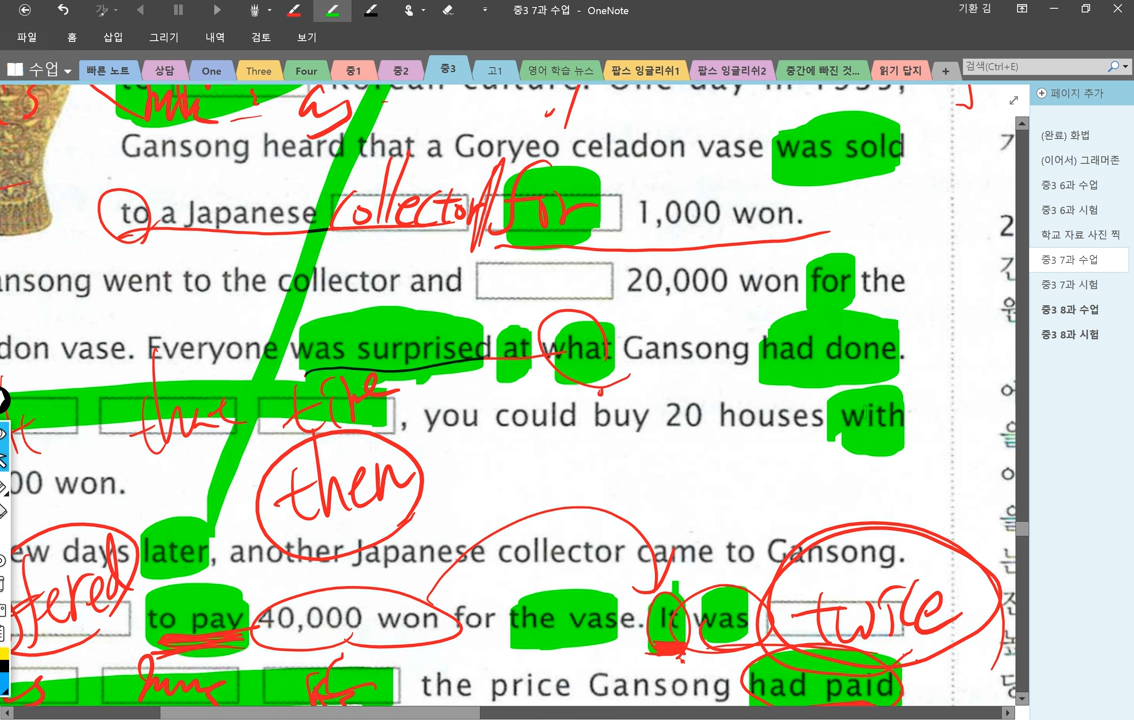 중3 7과 수업 - OneNote
기환 김
파일 홈 삽입 그리기 내역 검토 보기
수업 빠른 노트 상담 One Three Four 중1 중2 중3 고1 영어 학습 뉴스 팝스 잉글리쉬1 팝스 잉글리쉬2 중간에 빠진 것... 읽기 답지 + 검색(Ctrl+E)
페이지 추가
(완료) 화법
(이어서) 그래머존
중3 6과 수업
중3 6과 시험
학교 자료 사진 찍
중3 7과 수업
중3 7과 시험
중3 8과 수업
중3 8과 시험
Korean culture. One day in 1935,
as
Gansong heard that a Goryeo celadon vase was sold
to a Japanese collector for 1,000 won.
ansong went to the collector and 20,000 won for the
don vase. Everyone was surprised at what Gansong had done.
time, you could buy 20 houses with
then
00 won.
ew days later, another Japanese collector came to Gansong.
fered to pay 40,000 won for the vase. It was twice
the price Gansong had paid